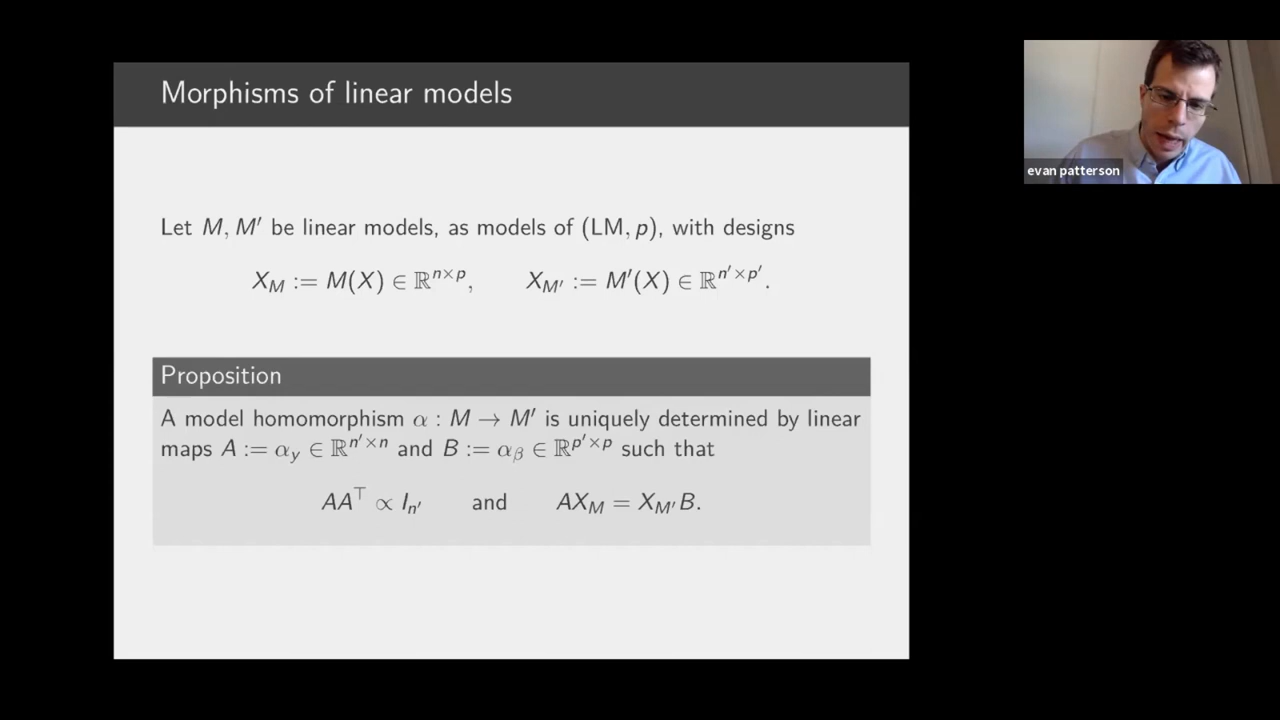 Morphisms of linear models
Let M, M′ be linear models, as models of (LM, p), with designs
X_M := M(X) ∈ ℝ^{n×p},   X_{M′} := M′(X) ∈ ℝ^{n′×p′}.
Proposition
A model homomorphism α : M → M′ is uniquely determined by linear
maps A := α_y ∈ ℝ^{n′×n} and B := α_β ∈ ℝ^{p′×p} such that
AA^⊤ ∝ I_{n′}   and   AX_M = X_{M′}B.
evan patterson